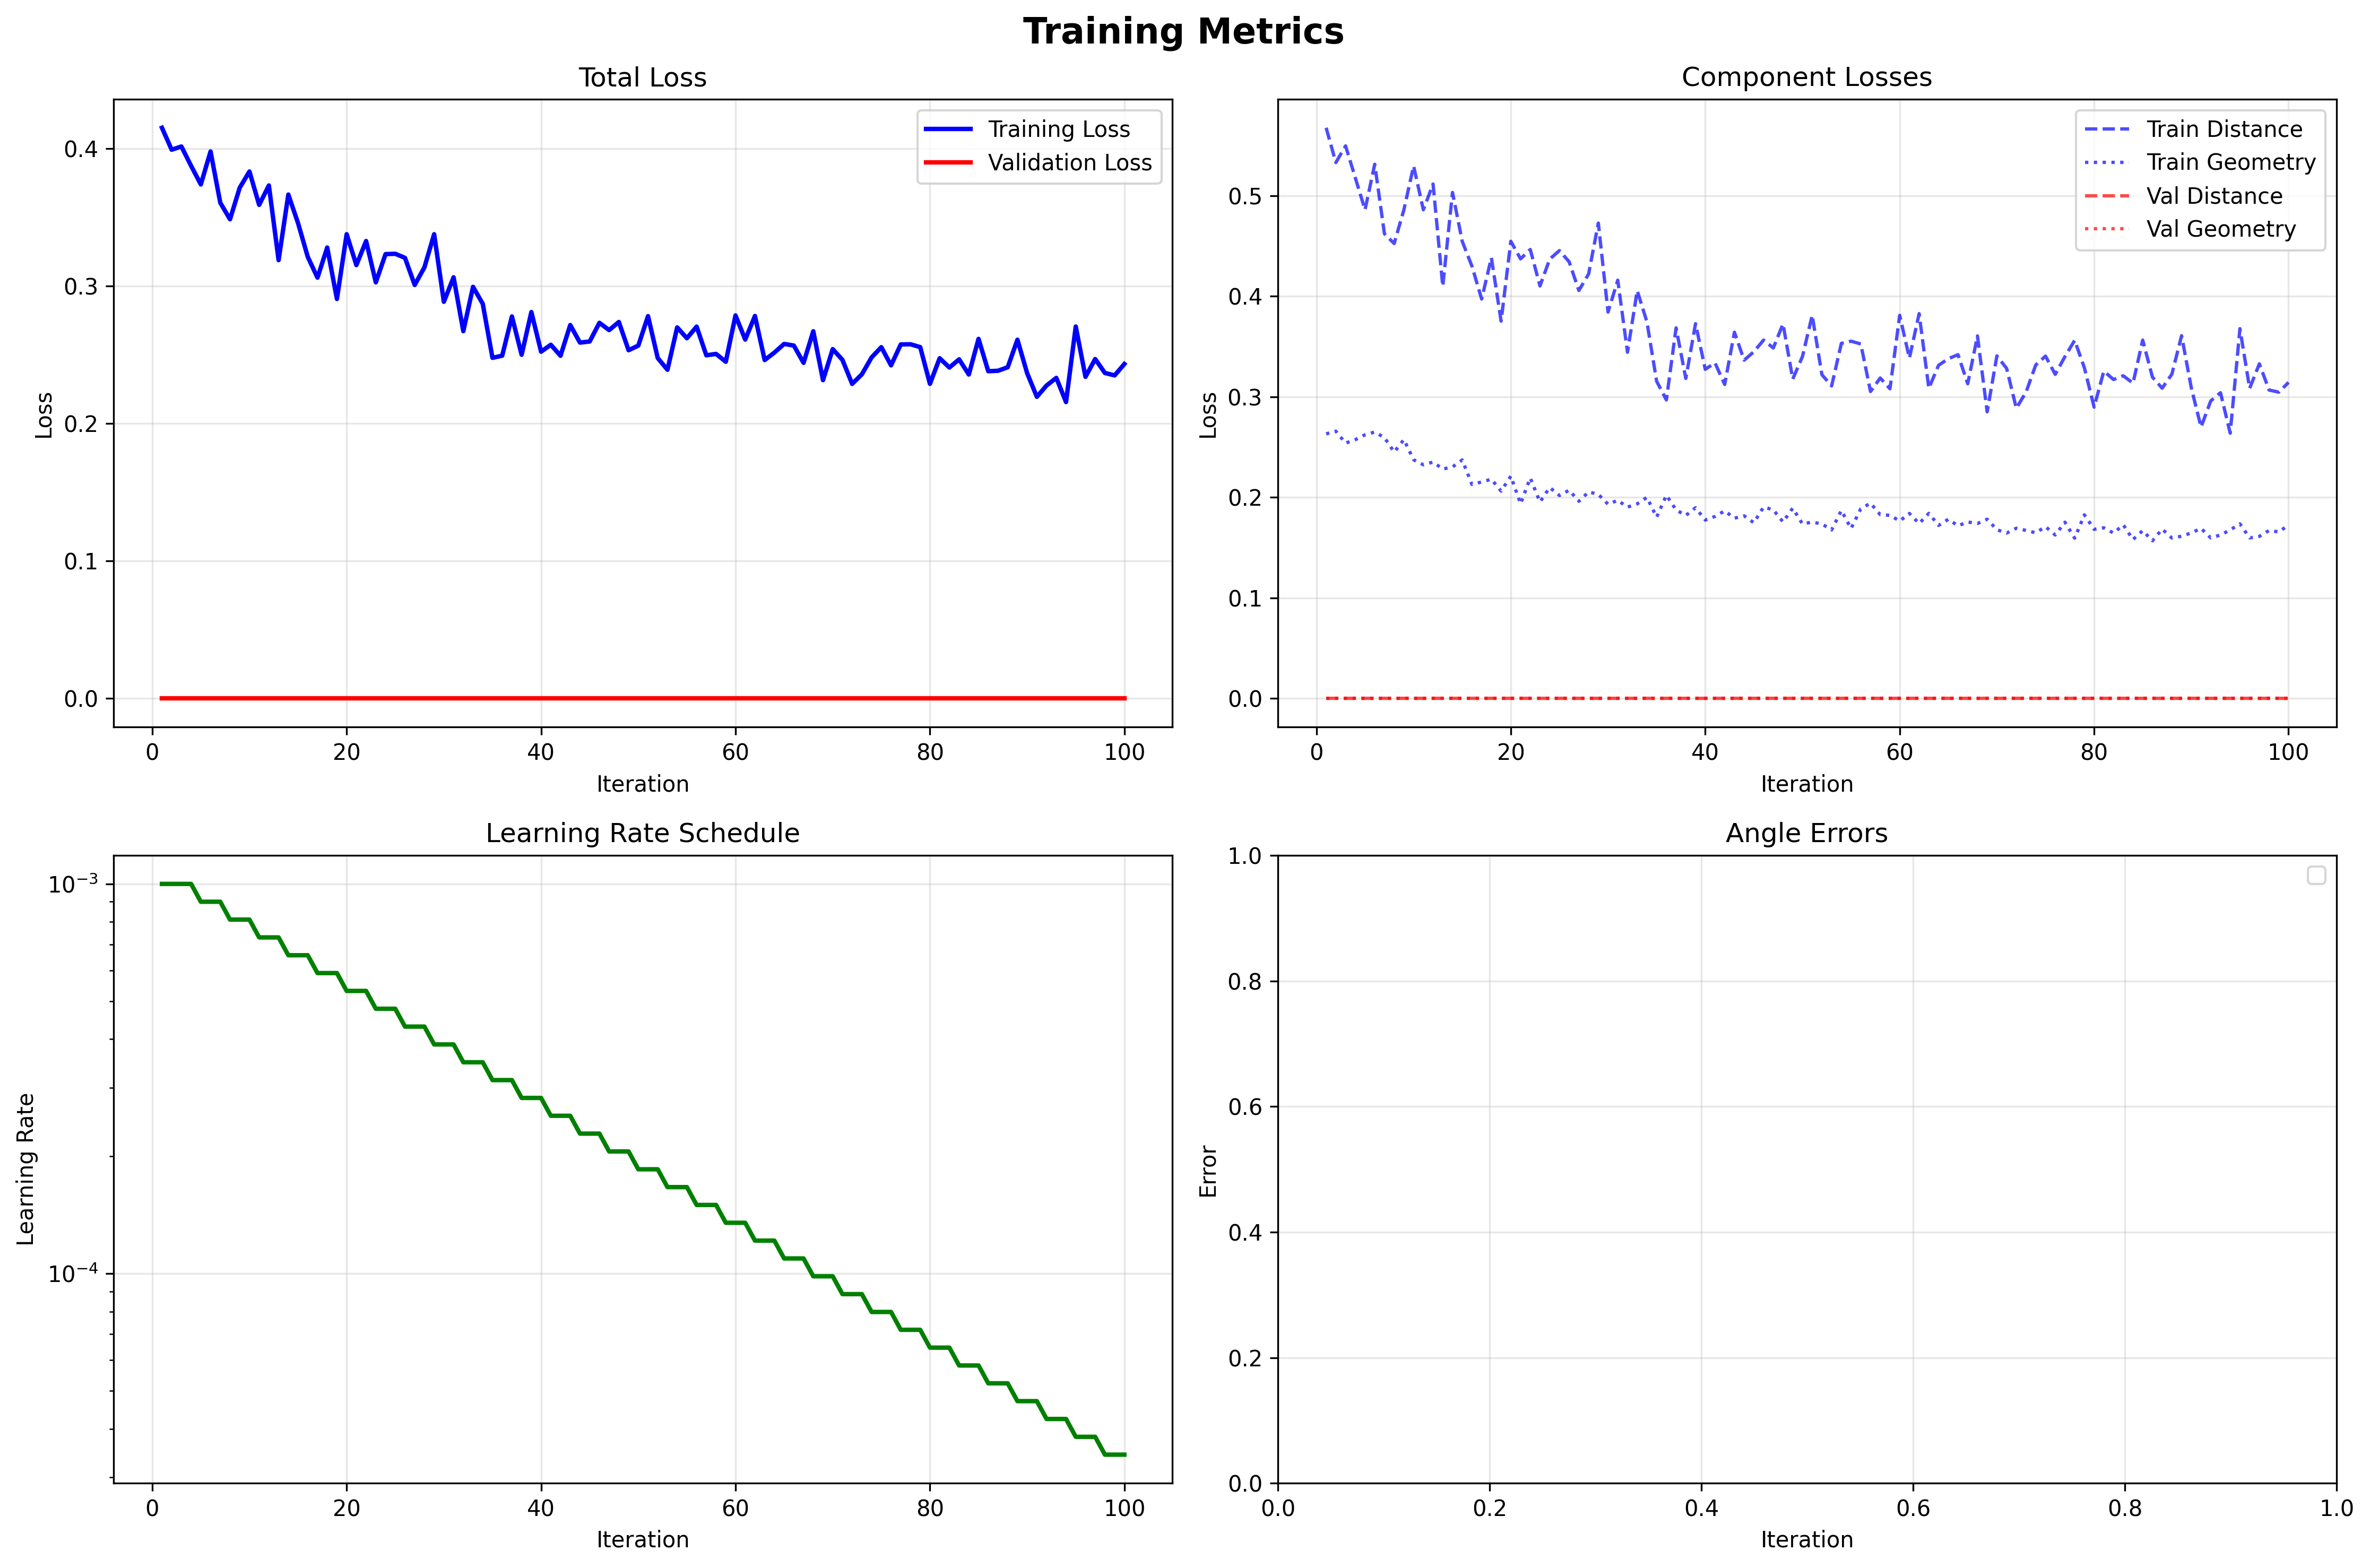 Training Metrics
Total Loss
Training Loss
Validation Loss
0.4
0.3
0.2
0.1
0.0
Loss
0 20 40 60 80 100
Iteration
Component Losses
Train Distance
Train Geometry
Val Distance
Val Geometry
0.5
0.4
0.3
0.2
0.1
0.0
Loss
0 20 40 60 80 100
Iteration
Learning Rate Schedule
10⁻³
10⁻⁴
Learning Rate
0 20 40 60 80 100
Iteration
Angle Errors
1.0
0.8
0.6
0.4
0.2
0.0
Error
0.0 0.2 0.4 0.6 0.8 1.0
Iteration